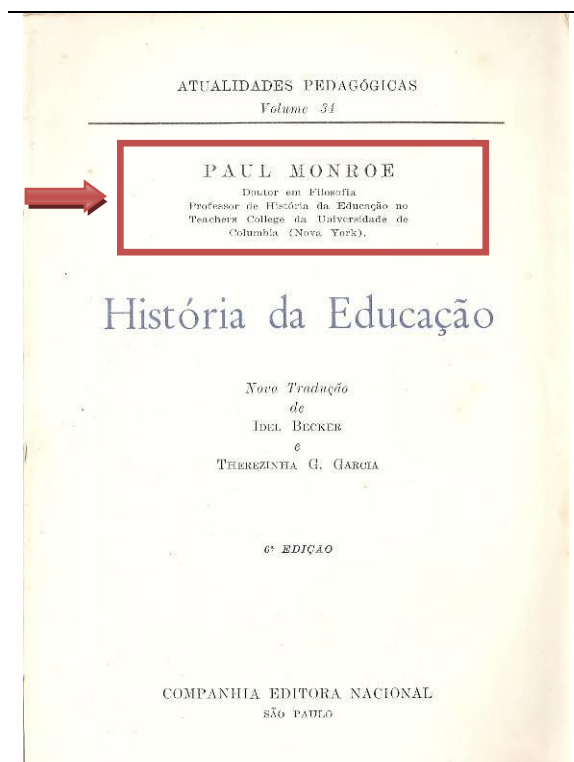 ATUALIDADES PEDAGÓGICAS
Volume 34
PAUL MONROE
Doutor em Filosofia
Professor de História da Educação no
Teachers College da Universidade de
Columbia (Nova York).
História da Educação
Nova Tradução
de
IDEL BECKER
e
THEREZINHA G. GARCIA
6ª EDIÇÃO
COMPANHIA EDITORA NACIONAL
SÃO PAULO